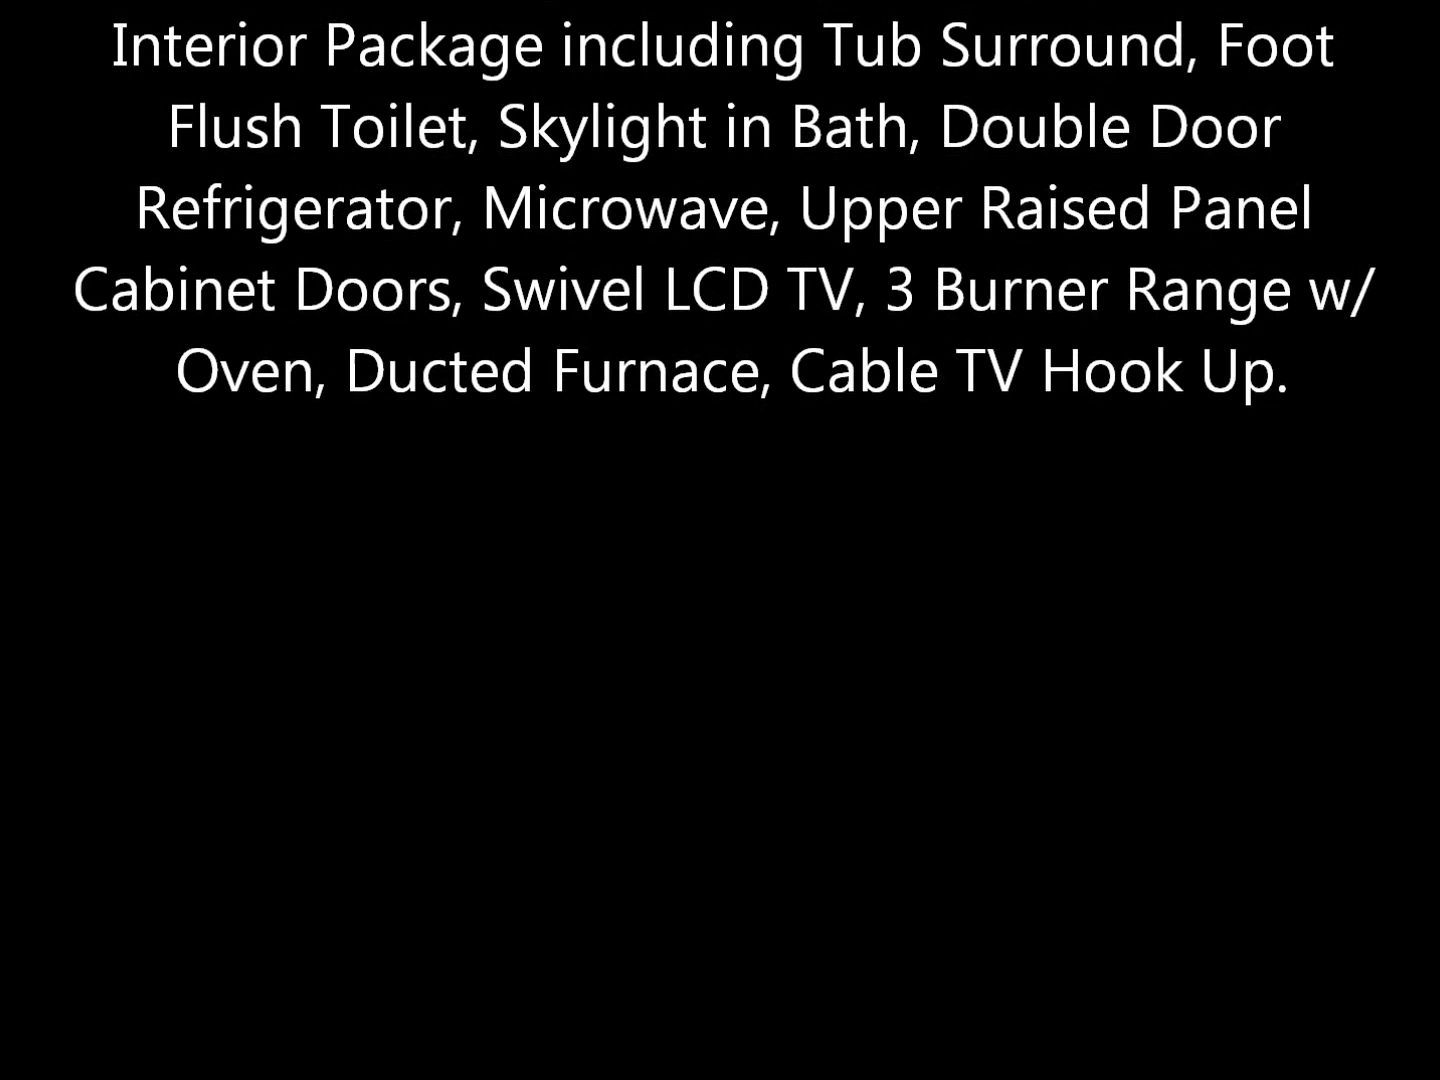 Interior Package including Tub Surround, Foot
Flush Toilet, Skylight in Bath, Double Door
Refrigerator, Microwave, Upper Raised Panel
Cabinet Doors, Swivel LCD TV, 3 Burner Range w/
Oven, Ducted Furnace, Cable TV Hook Up.